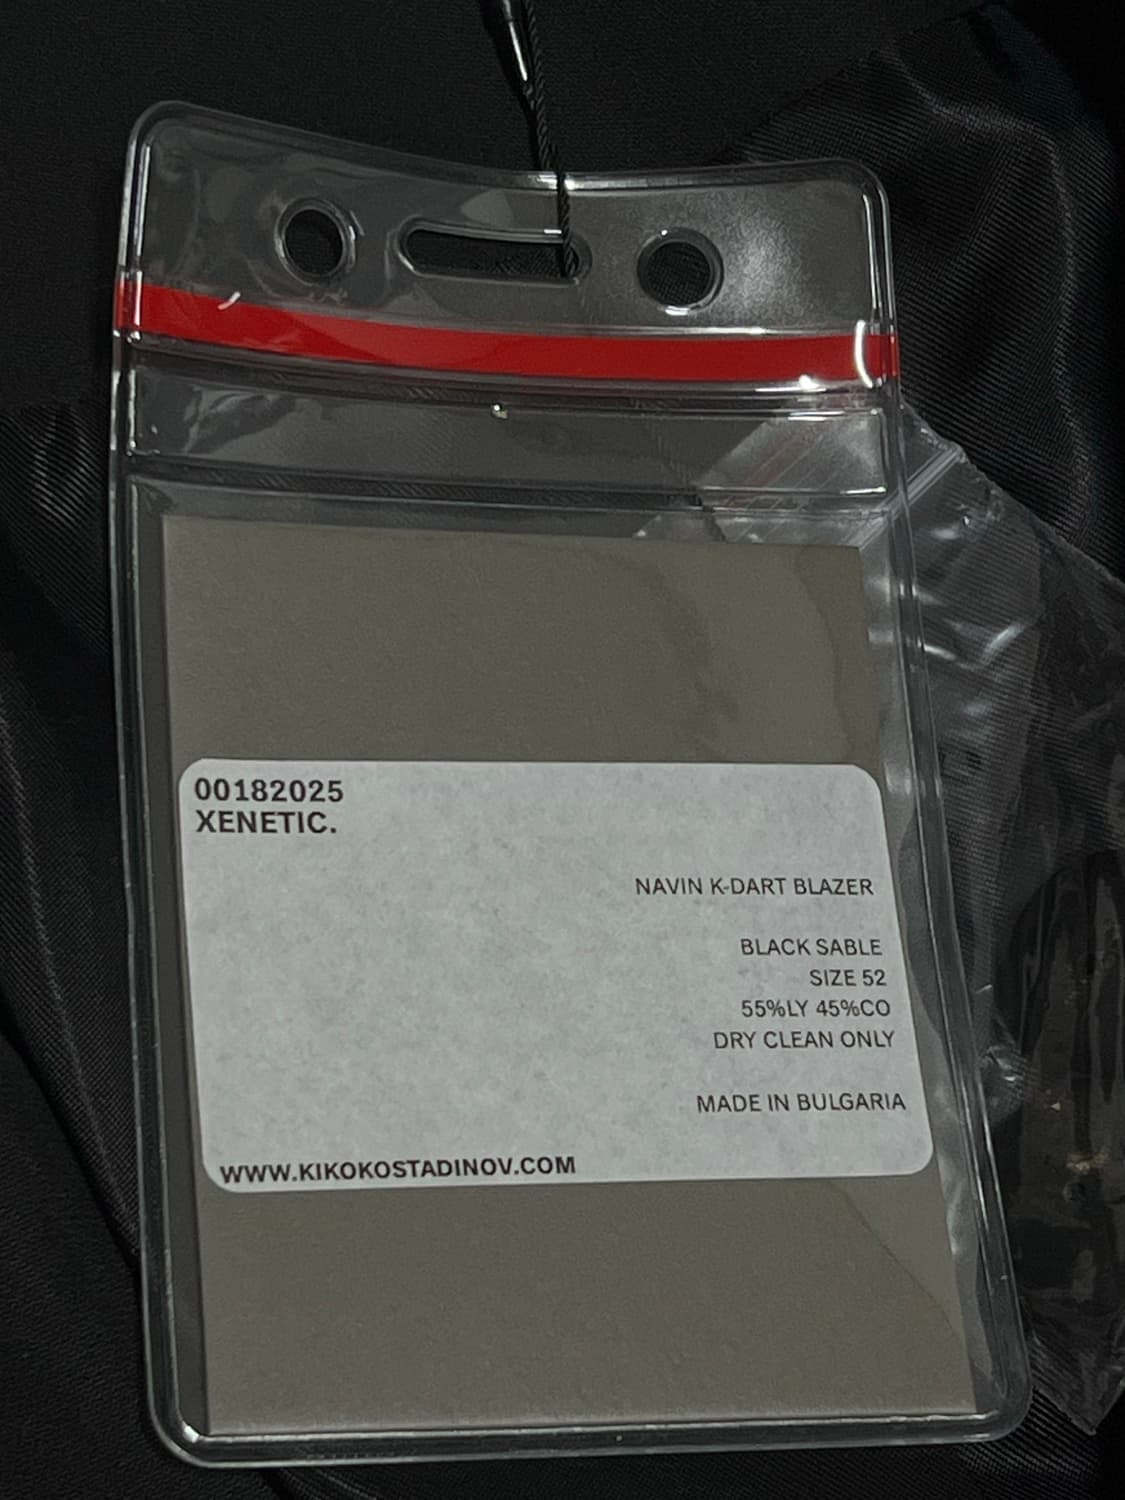 00182025
XENETIC.
NAVIN K-DART BLAZER
BLACK SABLE
SIZE 52
55%LY 45%CO
DRY CLEAN ONLY
MADE IN BULGARIA
WWW.KIKOKOSTADINOV.COM